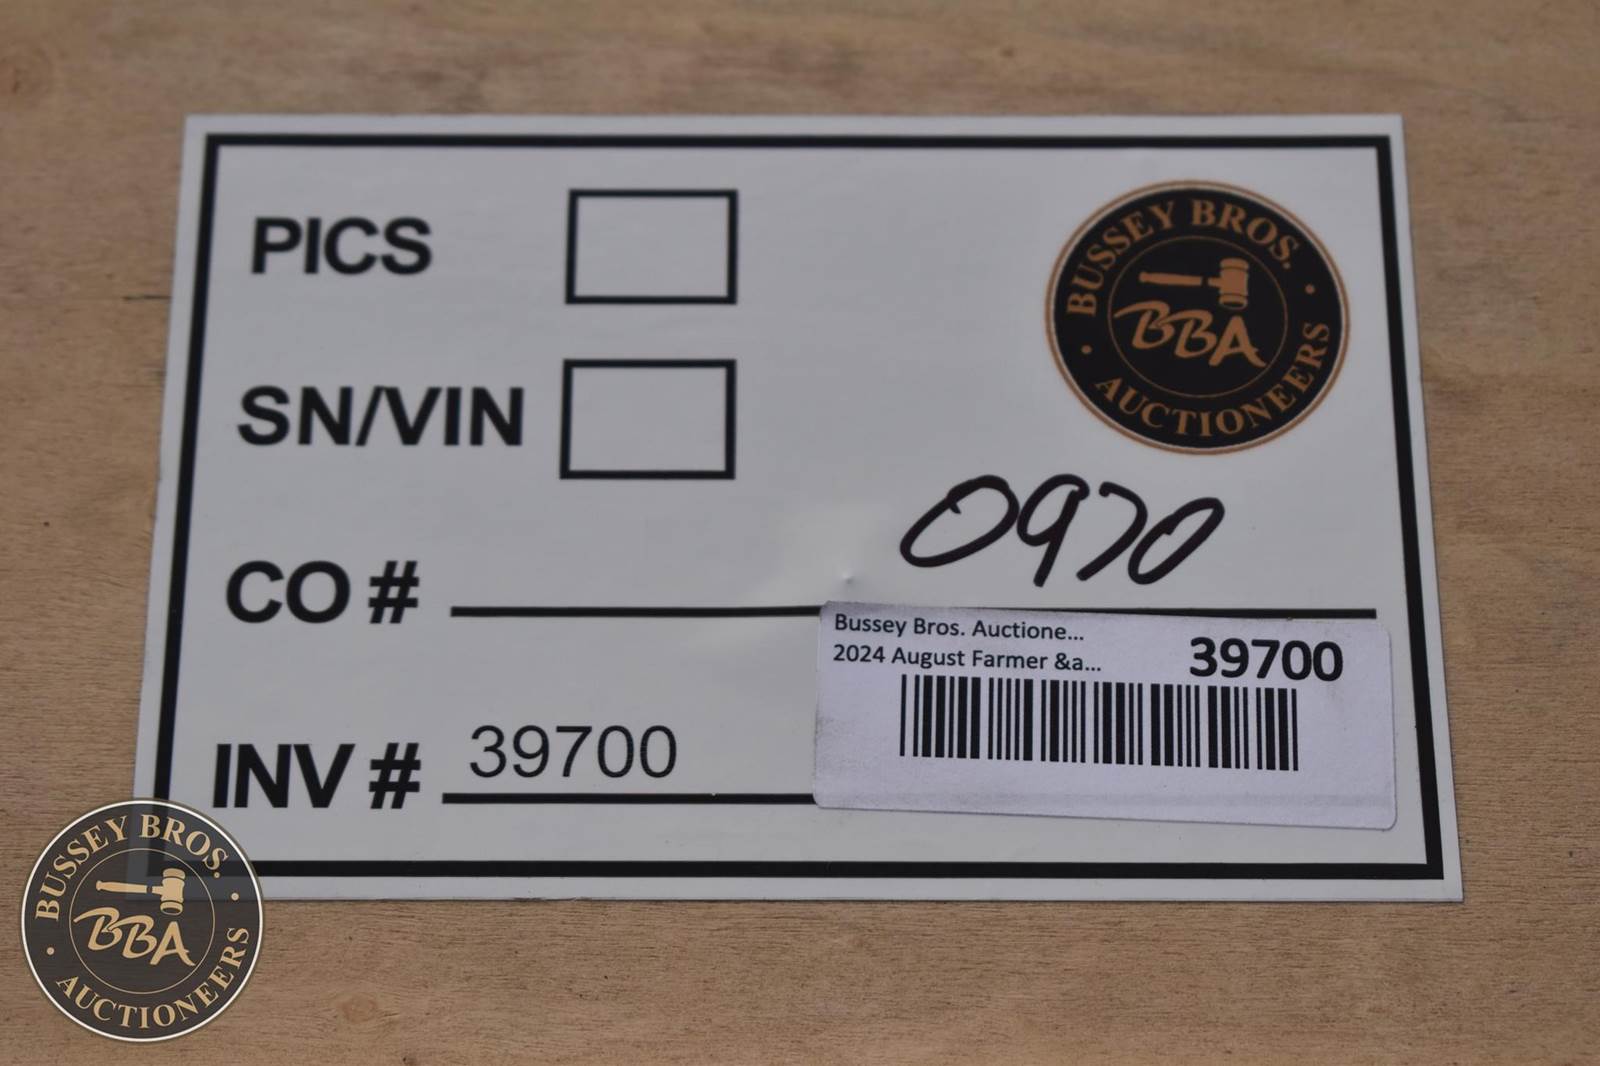 PICS
BUSSEY BROS.
BBA
AUCTIONEERS
SN/VIN
0970
CO #
Bussey Bros. Auctione...
2024 August Farmer &a...
39700
INV # 39700
BUSSEY BROS.
BBA
AUCTIONEERS